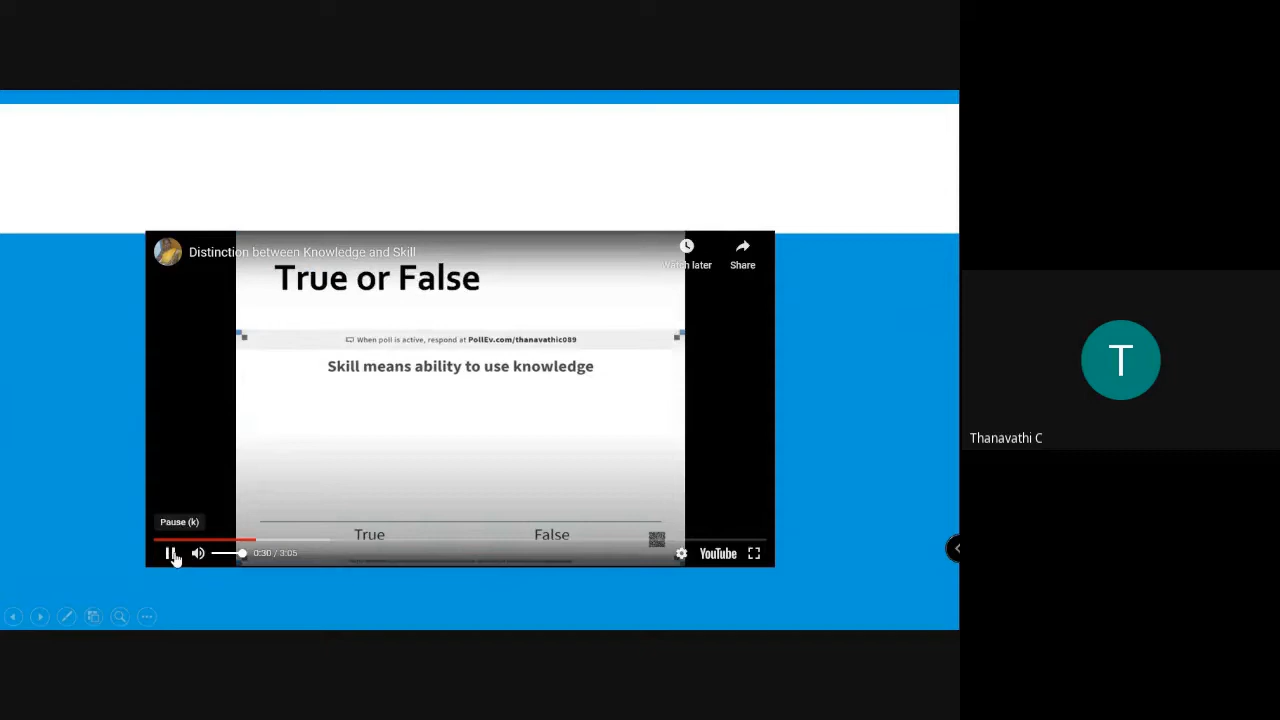 Distinction between Knowledge and Skill
Watch later
Share
True or False
When poll is active, respond at PollEv.com/thanavathic089
Skill means ability to use knowledge
T
Thanavathi C
Pause (k)
True
False
0:30 / 3:05
YouTube